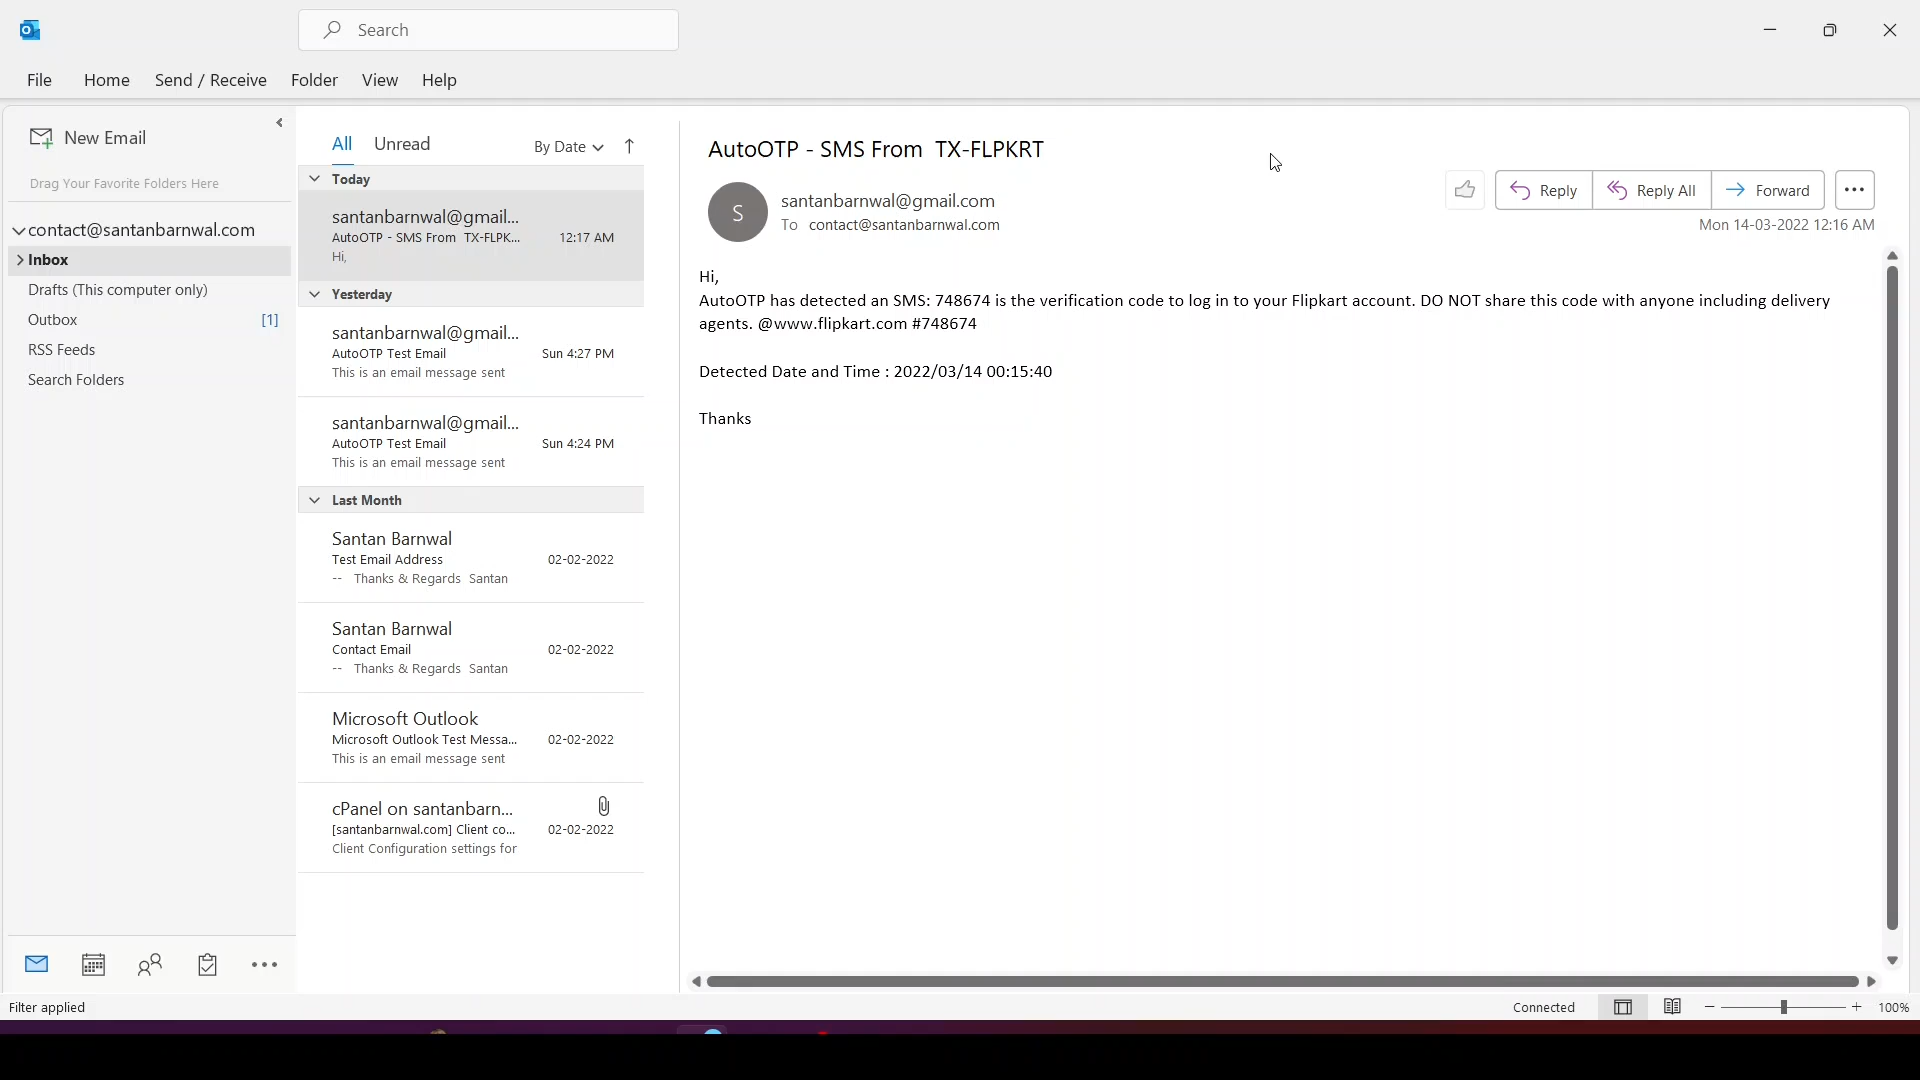 Search
File Home Send / Receive Folder View Help
New Email
Drag Your Favorite Folders Here
contact@santanbarnwal.com
Inbox
Drafts (This computer only)
Outbox [1]
RSS Feeds
Search Folders
All Unread By Date
Today
santanbarnwal@gmail...
AutoOTP - SMS From TX-FLPK... 12:17 AM
Hi,
Yesterday
santanbarnwal@gmail...
AutoOTP Test Email Sun 4:27 PM
This is an email message sent
santanbarnwal@gmail...
AutoOTP Test Email Sun 4:24 PM
This is an email message sent
Last Month
Santan Barnwal
Test Email Address 02-02-2022
-- Thanks & Regards Santan
Santan Barnwal
Contact Email 02-02-2022
-- Thanks & Regards Santan
Microsoft Outlook
Microsoft Outlook Test Messa... 02-02-2022
This is an email message sent
cPanel on santanbarn...
[santanbarnwal.com] Client co... 02-02-2022
Client Configuration settings for
AutoOTP - SMS From TX-FLPKRT
S
santanbarnwal@gmail.com
To contact@santanbarnwal.com
Reply Reply All Forward
Mon 14-03-2022 12:16 AM
Hi,
AutoOTP has detected an SMS: 748674 is the verification code to log in to your Flipkart account. DO NOT share this code with anyone including delivery
agents. @www.flipkart.com #748674
Detected Date and Time : 2022/03/14 00:15:40
Thanks
Filter applied
Connected
100%